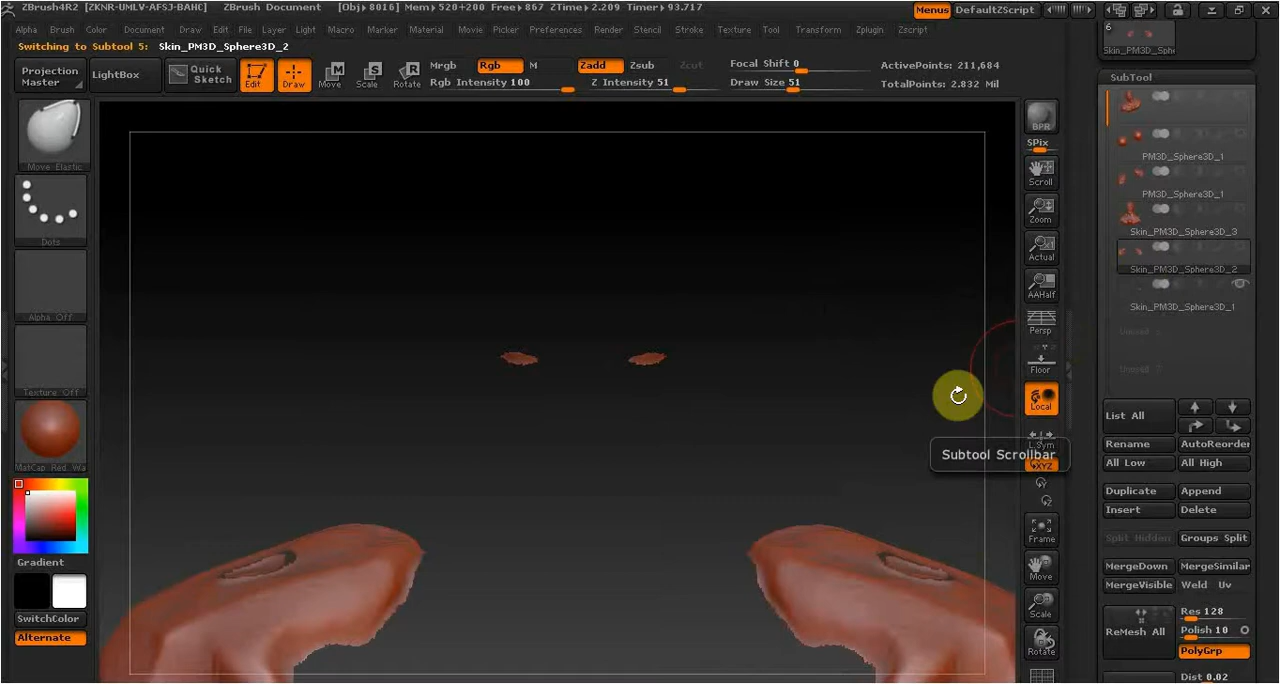 ZBrush4R2 [ZKNR-UMLV-AFSJ-BAHC] ZBrush Document [Obj▸8016] Mem▸520+200 Free▸867 ZTime▸2.209 Timer▸93.717 Menus DefaultZScript
Alpha Brush Color Document Draw Edit File Layer Light Macro Marker Material Movie Picker Preferences Render Stencil Stroke Texture Tool Transform Zplugin Zscript
Switching to Subtool 5: Skin_PM3D_Sphere3D_2
Projection Master
LightBox
Quick Sketch
Edit
Draw
Move
Scale
Rotate
Mrgb Rgb M
Rgb Intensity 100
Zadd Zsub Zcut
Z Intensity 51
Focal Shift 0
Draw Size 51
ActivePoints: 211,684
TotalPoints: 2.832 Mil
Move Elastic
Dots
Alpha Off
Texture Off
MatCap Red Wa
Gradient
SwitchColor
Alternate
BPR
SPix
Scroll
Zoom
Actual
AAHalf
Persp
Floor
Local
L.Sym
XYZ
Frame
Move
Scale
Rotate
Subtool Scrollbar
6
Skin_PM3D_Sph
SubTool
PM3D_Sphere3D_1
PM3D_Sphere3D_1
Skin_PM3D_Sphere3D_3
Skin_PM3D_Sphere3D_2
Skin_PM3D_Sphere3D_1
List All
Rename AutoReorder
All Low All High
Duplicate Append
Insert Delete
Split Hidden Groups Split
MergeDown MergeSimilar
MergeVisible Weld Uv
ReMesh All
Res 128
Polish 10
PolyGrp
Dist 0.02